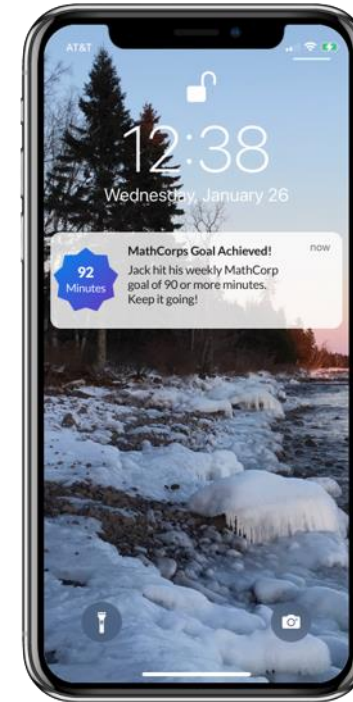 AT&T
12:38
Wednesday, January 26
92
Minutes
MathCorps Goal Achieved!
now
Jack hit his weekly MathCorp
goal of 90 or more minutes.
Keep it going!